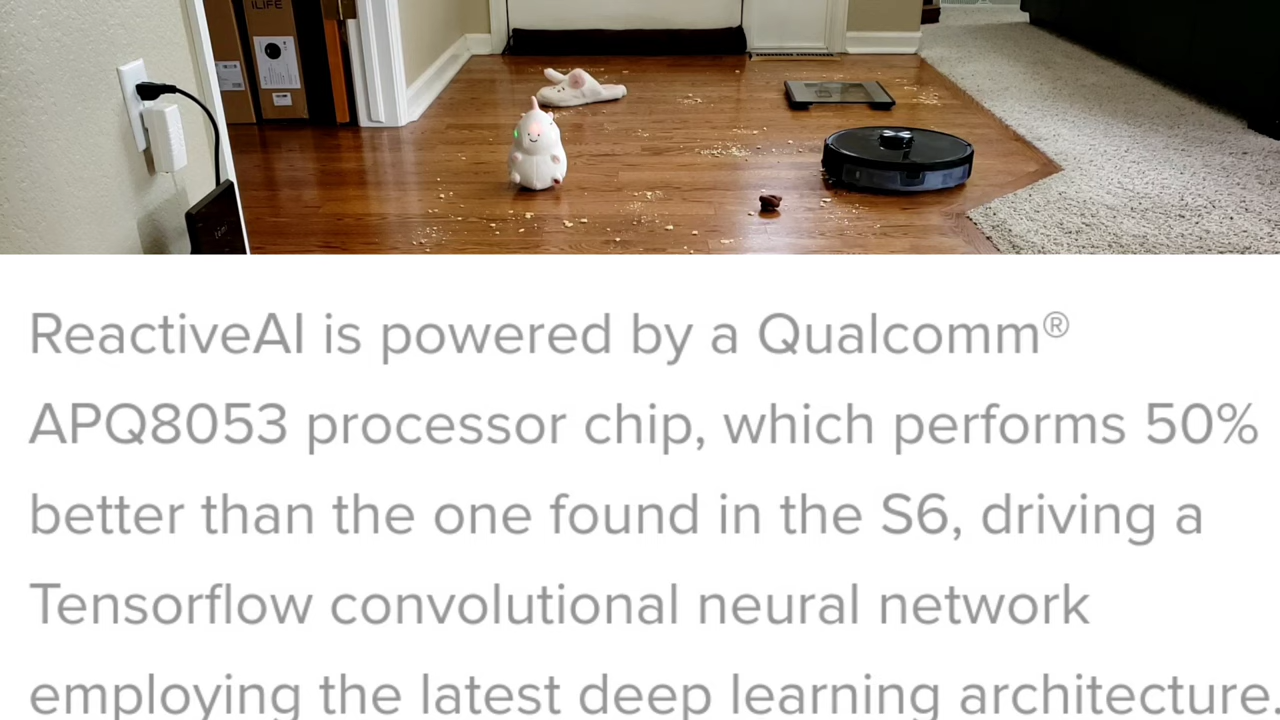 iLIFE
ReactiveAI is powered by a Qualcomm®
APQ8053 processor chip, which performs 50%
better than the one found in the S6, driving a
Tensorflow convolutional neural network
employing the latest deep learning architecture.